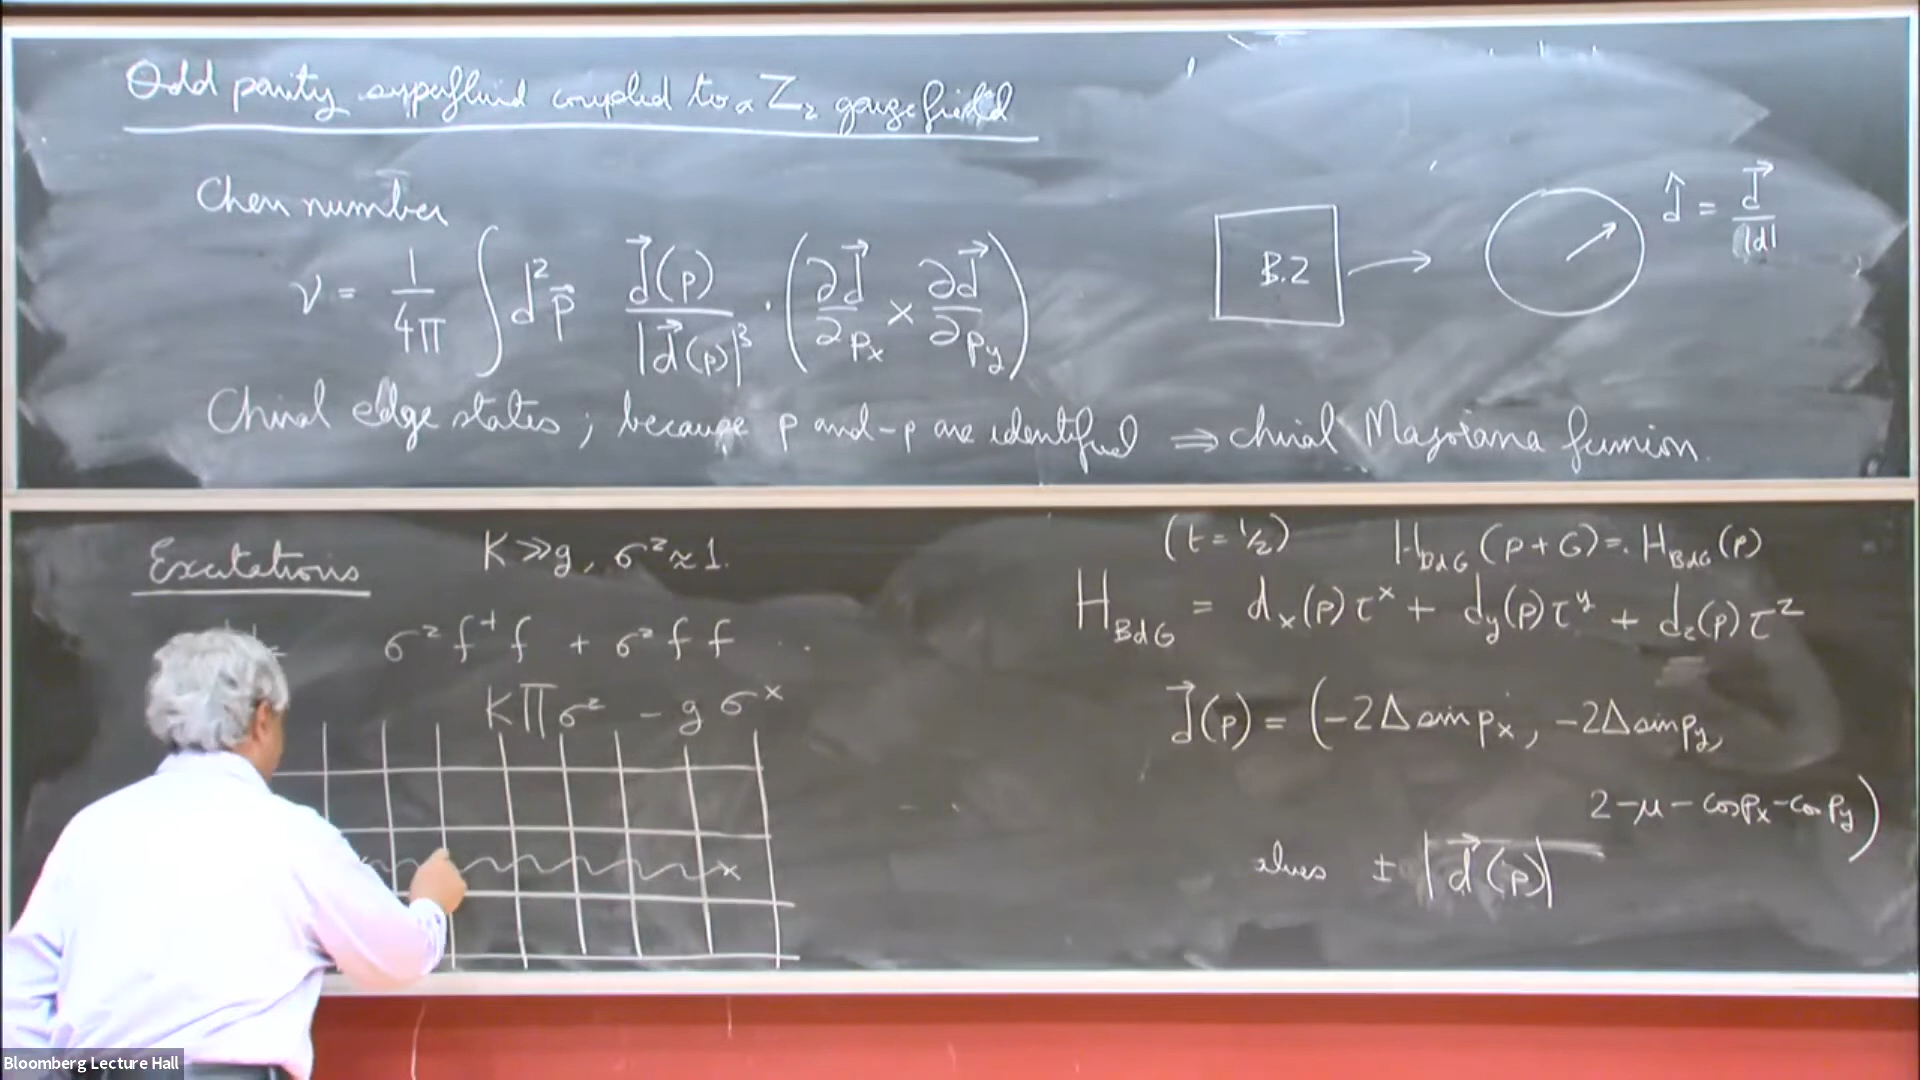 Odd parity superfluid coupled to a Z₂ gauge field
Chern number
ν = 1/4π ∫ d²p⃗ d⃗(p)/|d⃗(p)|³ · (∂d⃗/∂pₓ × ∂d⃗/∂p_y)
B.Z
d̂ = d⃗/|d|
Chiral edge states ; because p and -p are identified ⇒ chiral Majorana fermion.
Excitations
K≫g, σᶻ≈1.
σᶻ f⁺ f + σᶻ f f ..
KΠσᶻ - g σˣ
x
(t = 1/2) H_BdG (p+G) = H_BdG (p)
H_BdG = dₓ(p)τˣ + d_y(p)τʸ + d_z(p)τᶻ
d⃗(p) = (-2Δ sin pₓ, -2Δ sin p_y,
2-μ - cos pₓ - cos p_y)
alues ± |d⃗(p)|
Bloomberg Lecture Hall